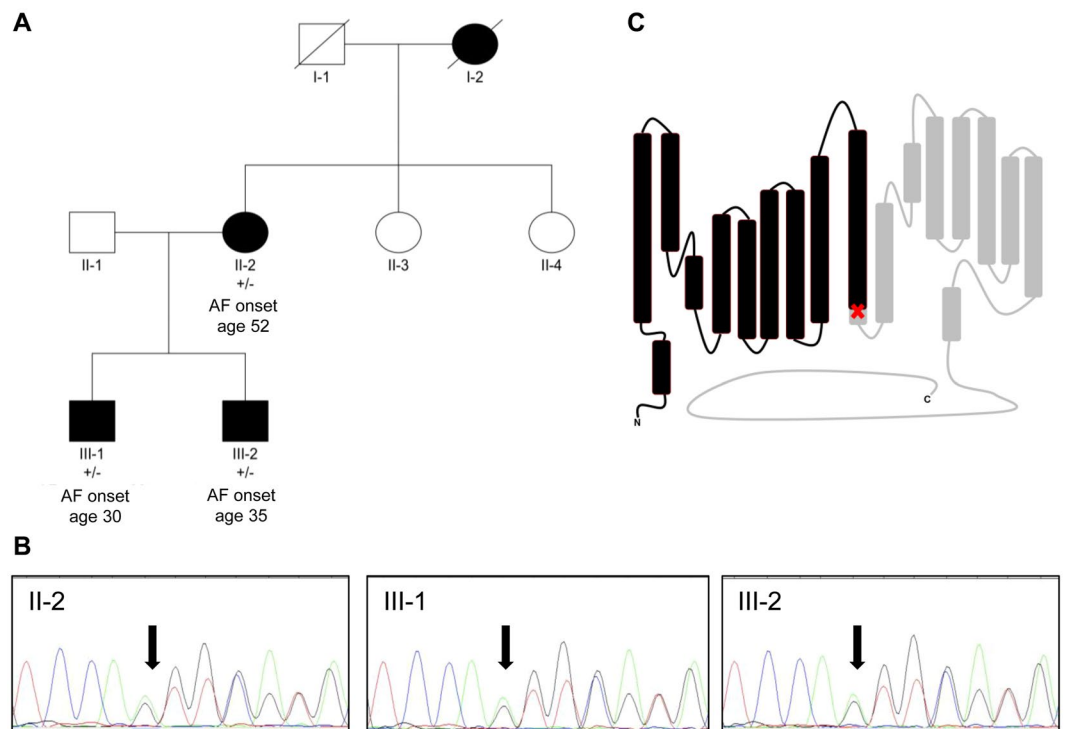 A
C
I-1
I-2
II-1
II-2
+/-
AF onset
age 52
II-3
II-4
III-1
+/-
AF onset
age 30
III-2
+/-
AF onset
age 35
N
C
B
II-2
III-1
III-2